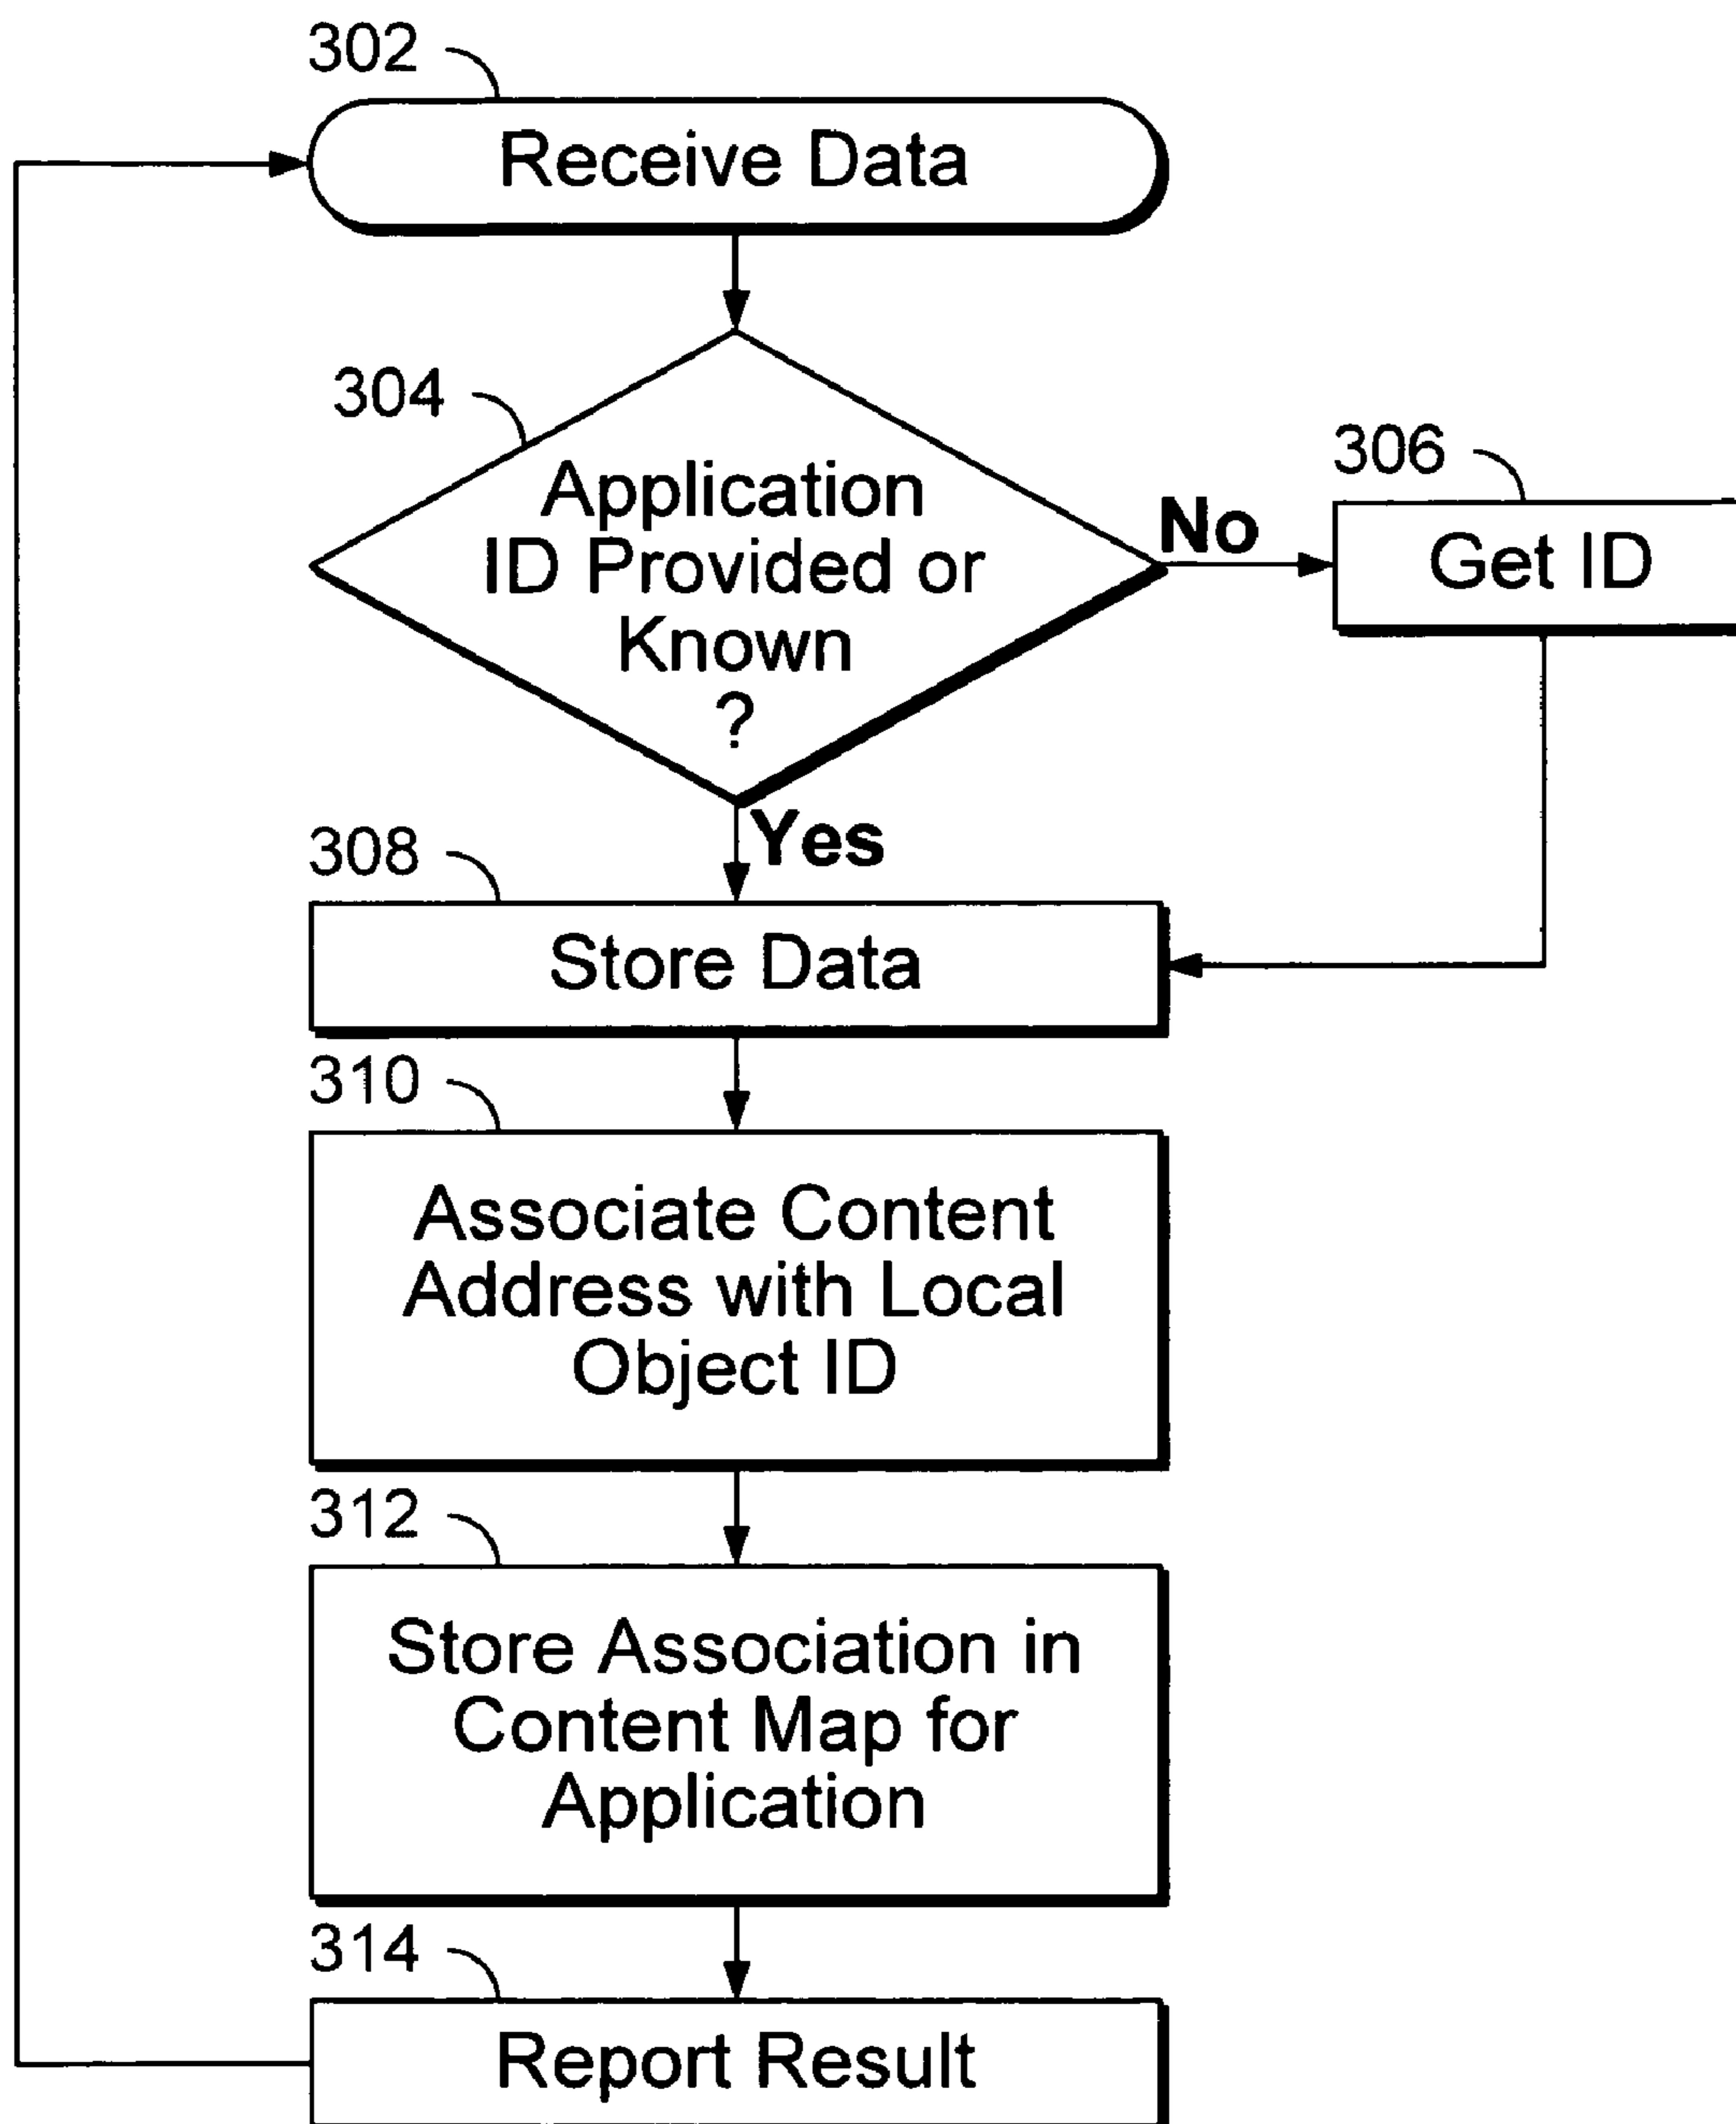 302
Receive Data
304
Application
ID Provided or
Known
?
No
306
Get ID
Yes
308
Store Data
310
Associate Content
Address with Local
Object ID
312
Store Association in
Content Map for
Application
314
Report Result